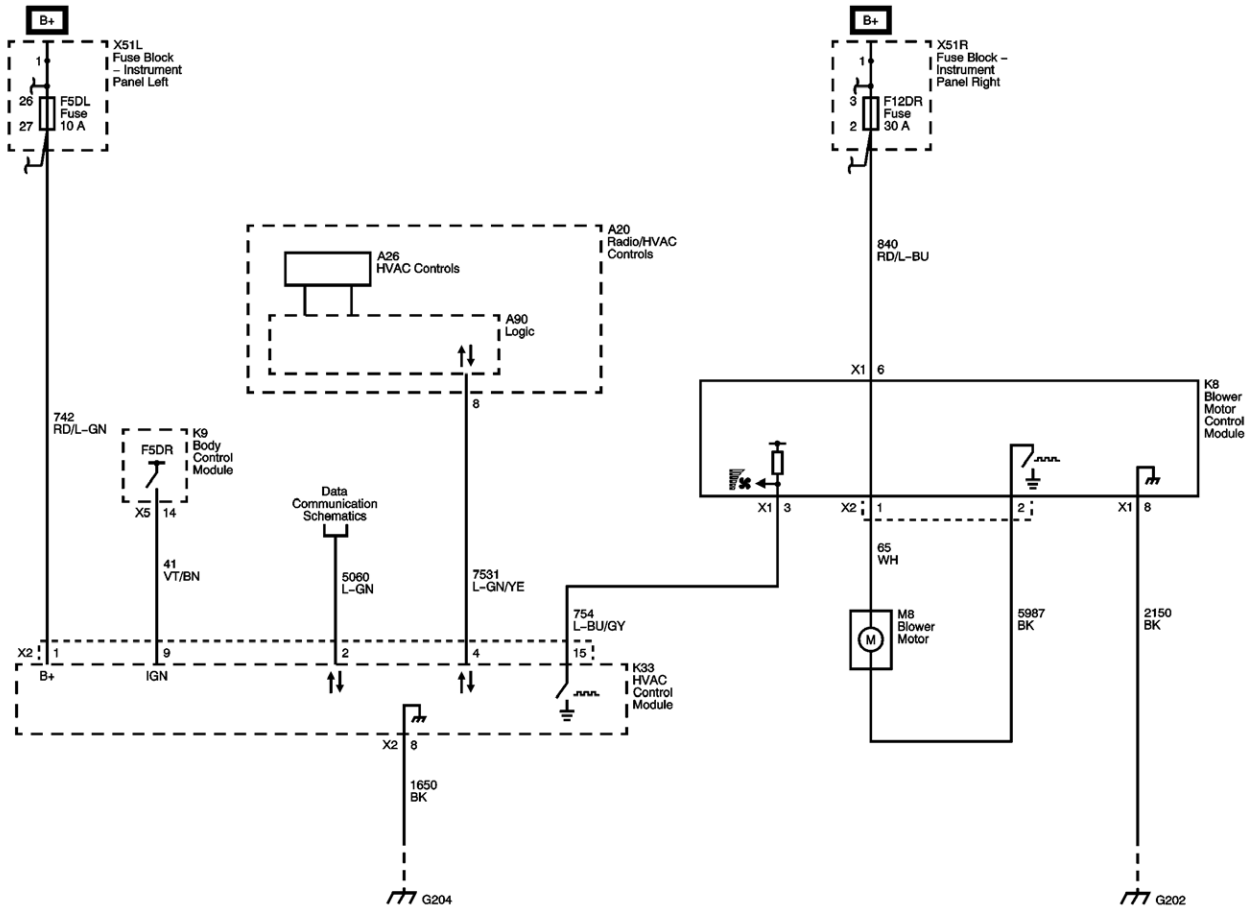 B+
X51L
Fuse Block
– Instrument
Panel Left
1
26
F5DL
Fuse
27
10 A
B+
X51R
Fuse Block –
Instrument
Panel Right
1
3
F12DR
Fuse
2
30 A
A20
Radio/HVAC
Controls
A26
HVAC Controls
A90
Logic
8
840
RD/L–BU
742
RD/L–GN
K9
Body
Control
Module
F5DR
X5 14
Data
Communication
Schematics
41
VT/BN
5060
L–GN
7531
L–GN/YE
754
L–BU/GY
X1 6
K8
Blower
Motor
Control
Module
X1 3
X2 1
2
X1 8
65
WH
M8
Blower
Motor
M
5987
BK
2150
BK
X2 1
9
2
4
15
B+
IGN
K33
HVAC
Control
Module
X2 8
1650
BK
G204
G202